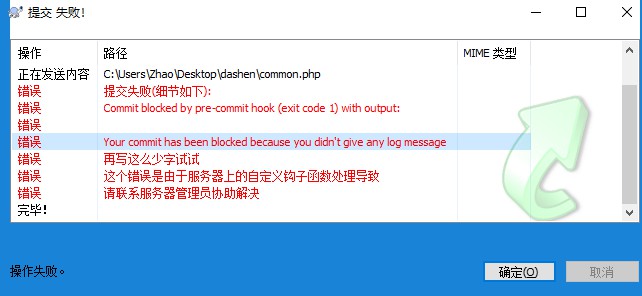 提交 失败!
操作 路径 MIME 类型
正在发送内容 C:\Users\Zhao\Desktop\dashen\common.php
错误 提交失败(细节如下):
错误 Commit blocked by pre-commit hook (exit code 1) with output:
错误
错误 Your commit has been blocked because you didn't give any log message
错误 再写这么少字试试
错误 这个错误是由于服务器上的自定义钩子函数处理导致
错误 请联系服务器管理员协助解决
完毕!
操作失败。
确定(O) 取消